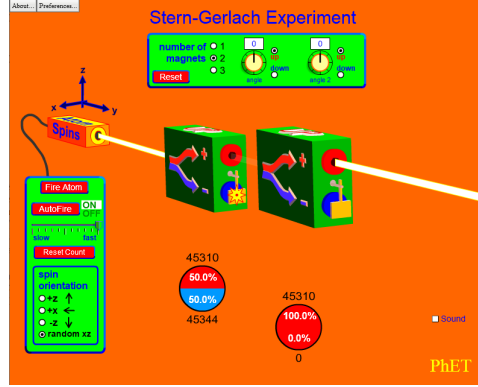 About... Preferences...
Stern-Gerlach Experiment
number of magnets
1
2
3
Reset
0
up
down
angle
0
up
down
angle 2
z
x
y
Spins
+
-
+
-
Fire Atom
AutoFire
ON
OFF
slow fast
Reset Count
spin
orientation
+z
+x
-z
random xz
45310
50.0%
50.0%
45344
45310
100.0%
0.0%
0
Sound
PhET